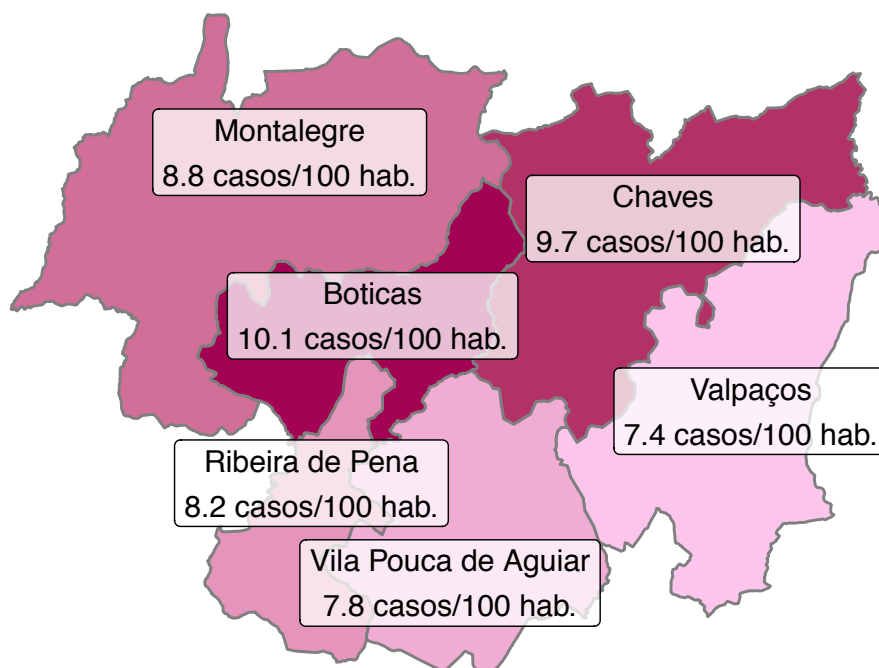 Montalegre
8.8 casos/100 hab.
Chaves
9.7 casos/100 hab.
Boticas
10.1 casos/100 hab.
Valpaços
7.4 casos/100 hab.
Ribeira de Pena
8.2 casos/100 hab.
Vila Pouca de Aguiar
7.8 casos/100 hab.